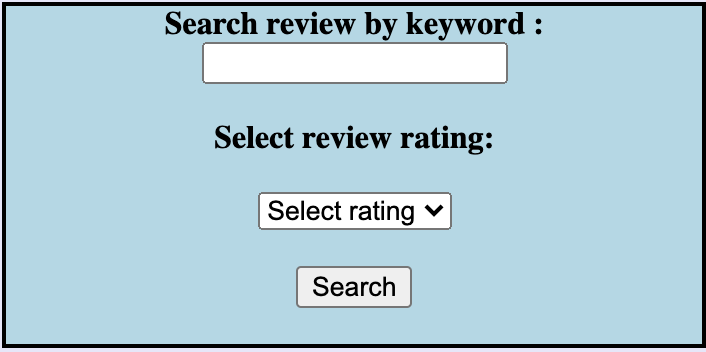 Search review by keyword :
Select review rating:
Select rating
Search